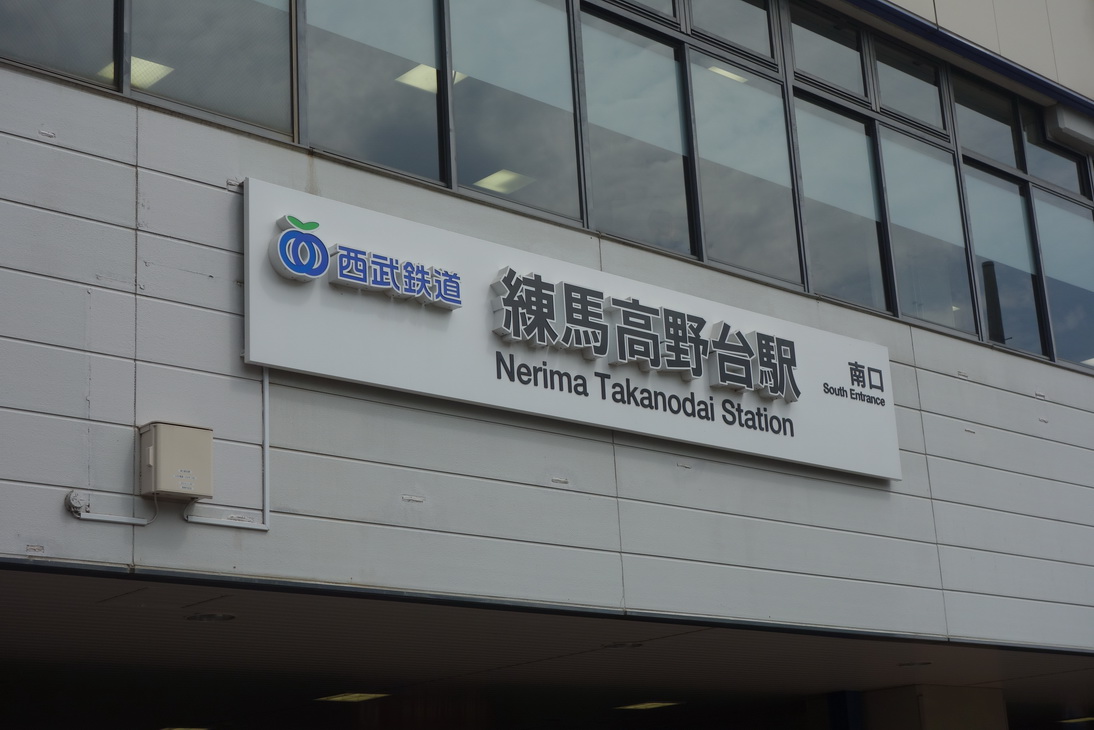 西武鉄道
練馬高野台駅
Nerima Takanodai Station
南口
South Entrance